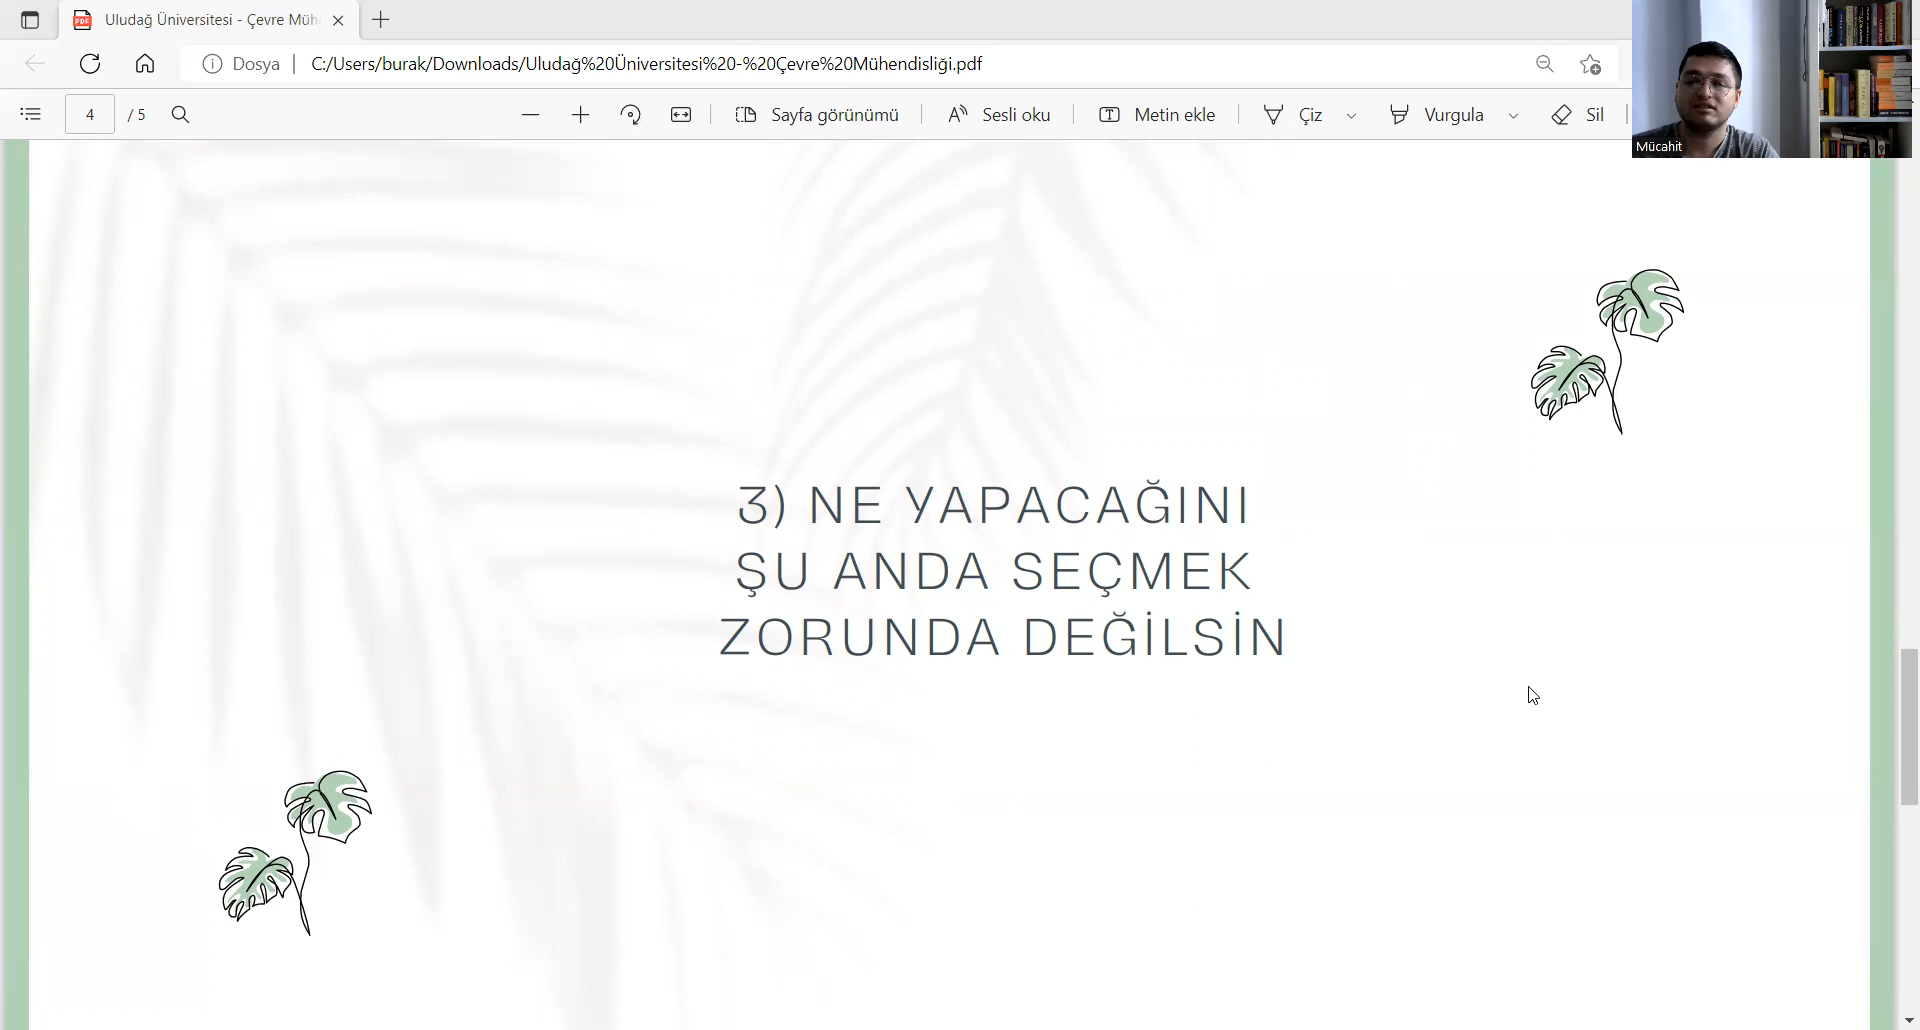 Uludağ Üniversitesi - Çevre Müh
Dosya
C:/Users/burak/Downloads/Uludağ%20Üniversitesi%20-%20Çevre%20Mühendisliği.pdf
4 / 5
Sayfa görünümü
Sesli oku
Metin ekle
Çiz
Vurgula
Sil
Mücahit
3) NE YAPACAĞINI
ŞU ANDA SEÇMEK
ZORUNDA DEĞİLSİN